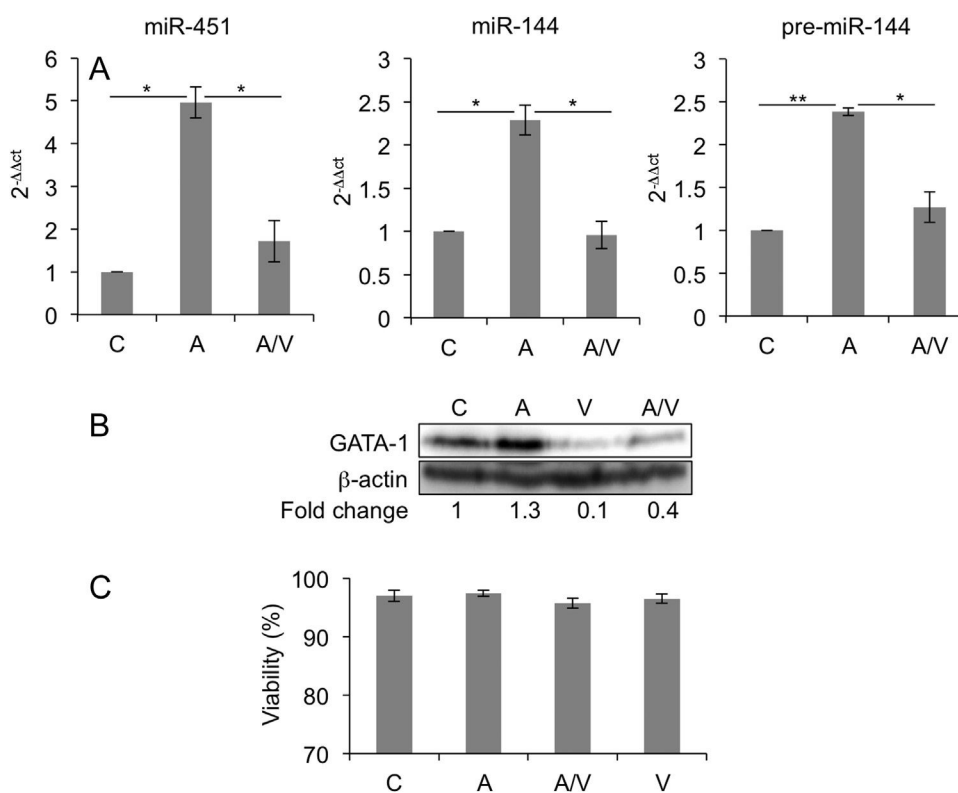 miR-451
miR-144
pre-miR-144
A
6
5
4
3
2
1
0
2-ΔΔct
* *
C A A/V
3
2.5
2
1.5
1
0.5
0
2-ΔΔct
* *
C A A/V
3
2.5
2
1.5
1
0.5
0
2-ΔΔct
** *
C A A/V
B
C A V A/V
GATA-1
β-actin
Fold change 1 1.3 0.1 0.4
C
100
90
80
70
Viability (%)
C A A/V V